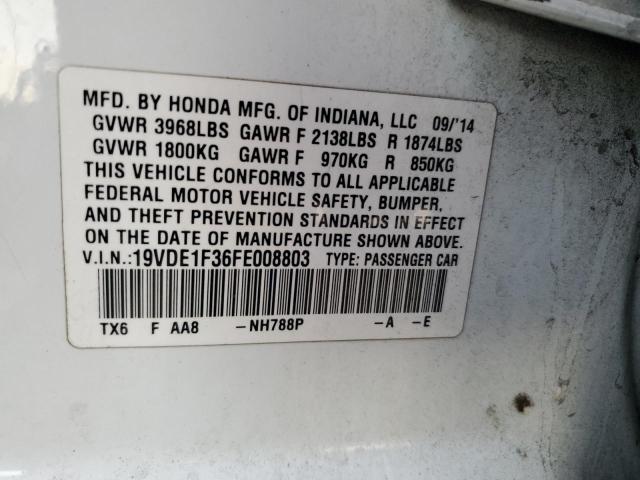 MFD. BY HONDA MFG. OF INDIANA, LLC 09/'14
GVWR 3968LBS GAWR F 2138LBS R 1874LBS
GVWR 1800KG GAWR F 970KG R 850KG
THIS VEHICLE CONFORMS TO ALL APPLICABLE
FEDERAL MOTOR VEHICLE SAFETY, BUMPER,
AND THEFT PREVENTION STANDARDS IN EFFECT
ON THE DATE OF MANUFACTURE SHOWN ABOVE.
V.I.N.:19VDE1F36FE008803 TYPE: PASSENGER CAR
TX6 F AA8 -NH788P -A -E